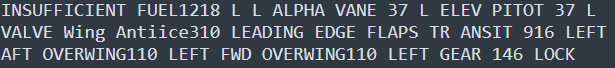 INSUFFICIENT FUEL1218 L L ALPHA VANE 37 L ELEV PITOT 37 L
VALVE Wing Antiice310 LEADING EDGE FLAPS TR ANSIT 916 LEFT
AFT OVERWING110 LEFT FWD OVERWING110 LEFT GEAR 146 LOCK